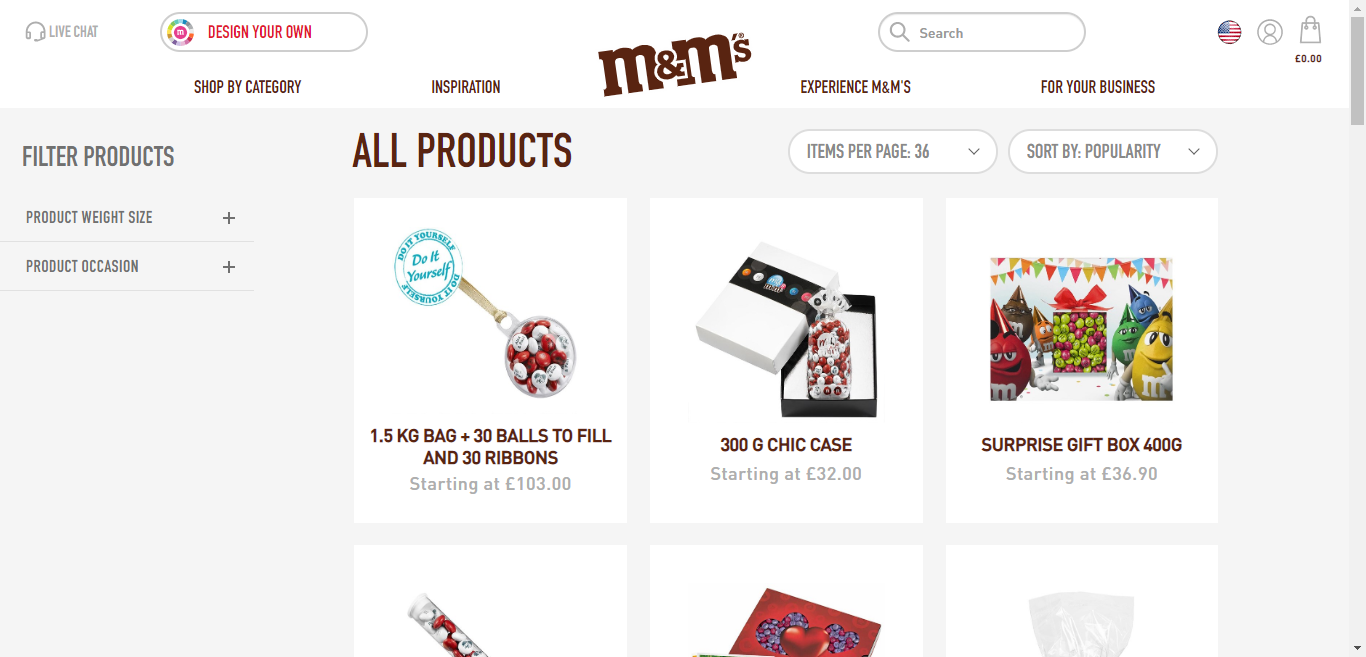 LIVE CHAT
DESIGN YOUR OWN
m&m's®
Search
£0.00
SHOP BY CATEGORY
INSPIRATION
EXPERIENCE M&M'S
FOR YOUR BUSINESS
FILTER PRODUCTS
PRODUCT WEIGHT SIZE
PRODUCT OCCASION
ALL PRODUCTS
ITEMS PER PAGE: 36
SORT BY: POPULARITY
DO IT YOURSELF
Do It
Yourself
DO IT YOURSELF
1.5 KG BAG + 30 BALLS TO FILL
AND 30 RIBBONS
Starting at £103.00
300 G CHIC CASE
Starting at £32.00
m
m
SURPRISE GIFT BOX 400G
Starting at £36.90